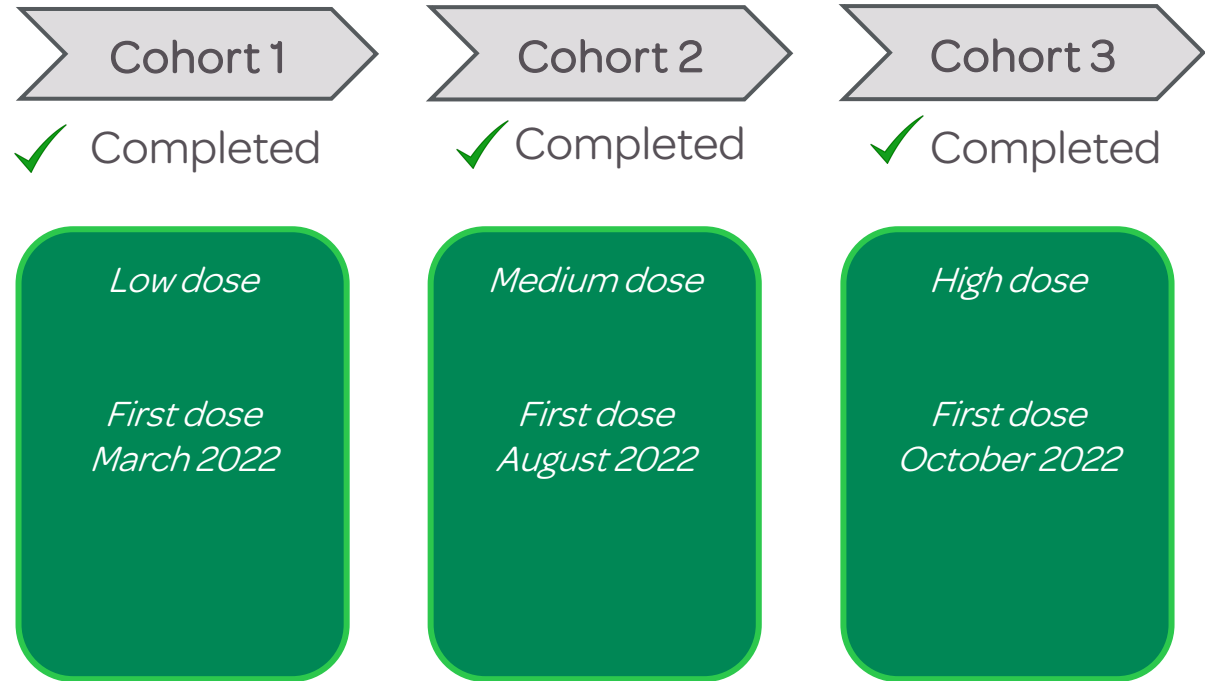 Cohort 1
Completed
Low dose
First dose
March 2022
Cohort 2
Completed
Medium dose
First dose
August 2022
Cohort 3
Completed
High dose
First dose
October 2022